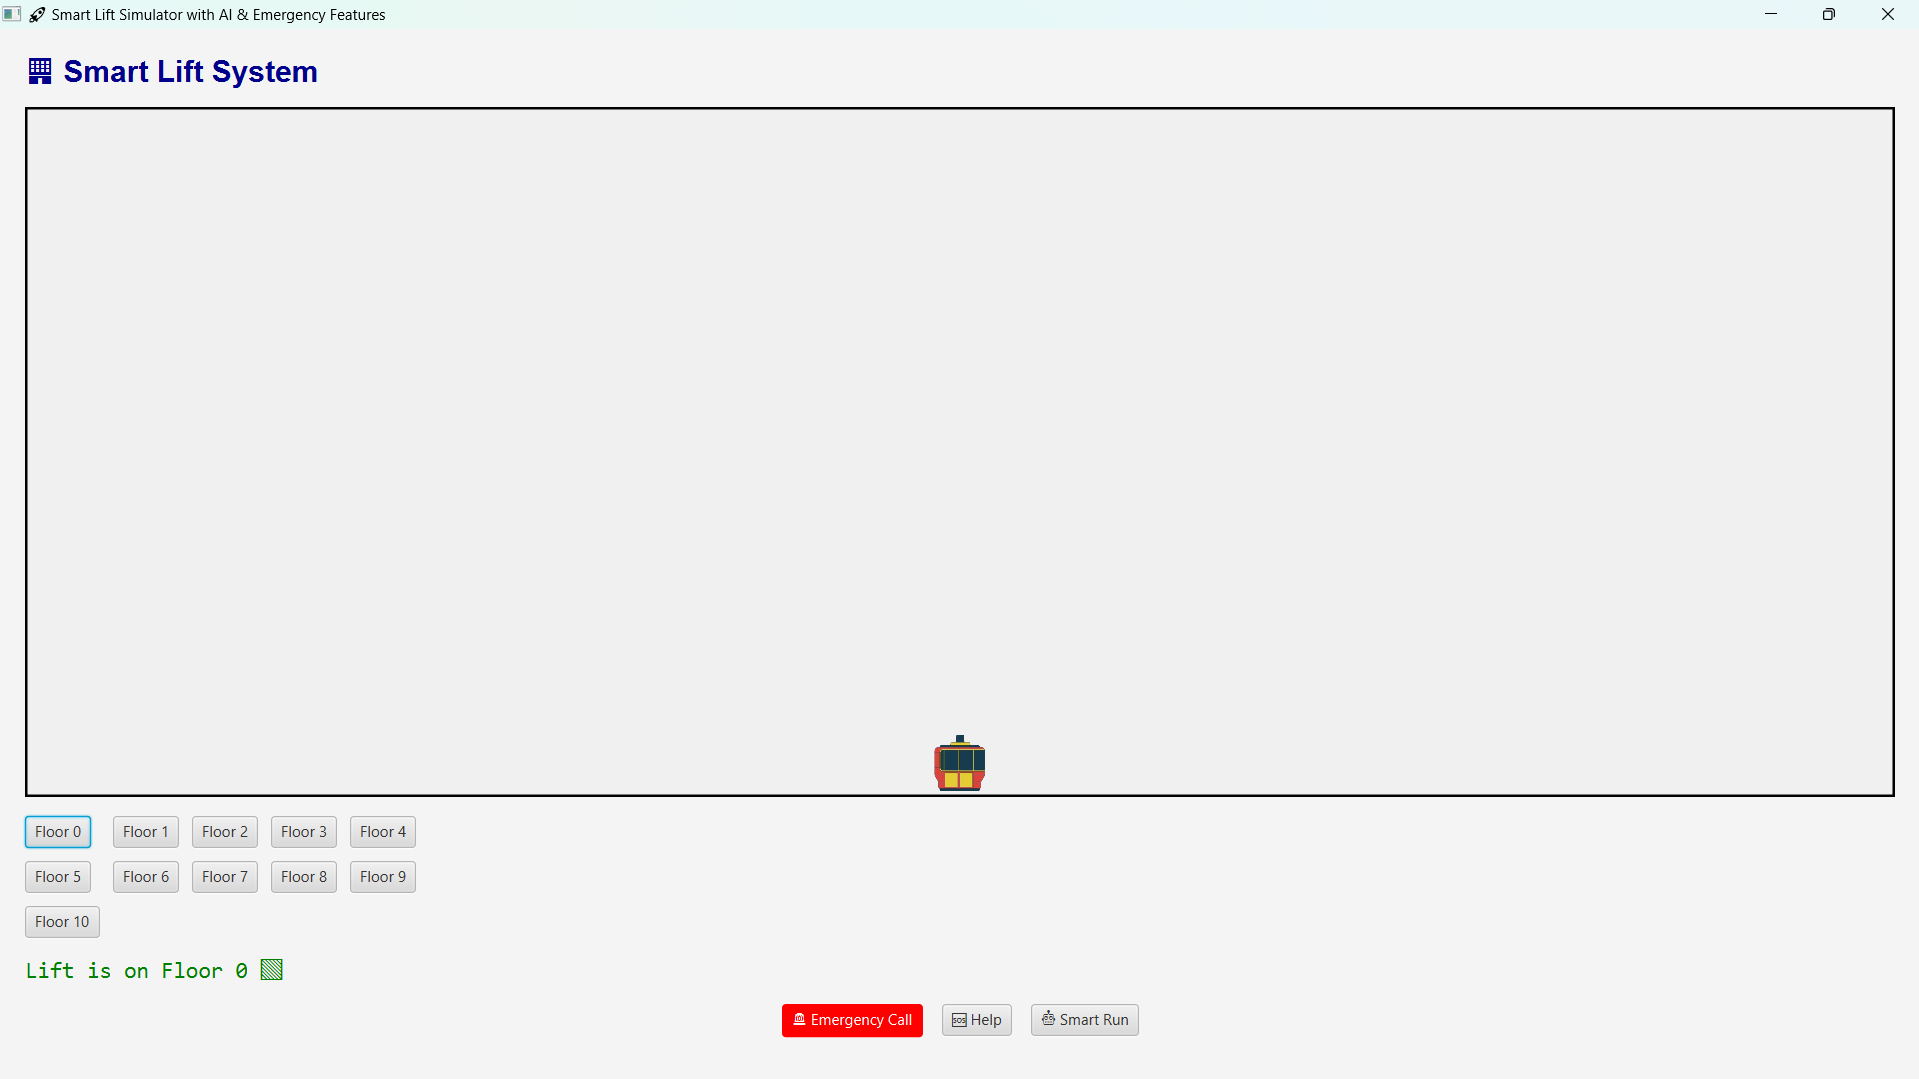 🚀 Smart Lift Simulator with AI & Emergency Features
🏢 Smart Lift System
Floor 0 Floor 1 Floor 2 Floor 3 Floor 4
Floor 5 Floor 6 Floor 7 Floor 8 Floor 9
Floor 10
Lift is on Floor 0 🟩
🚨 Emergency Call 🆘 Help 🤖 Smart Run